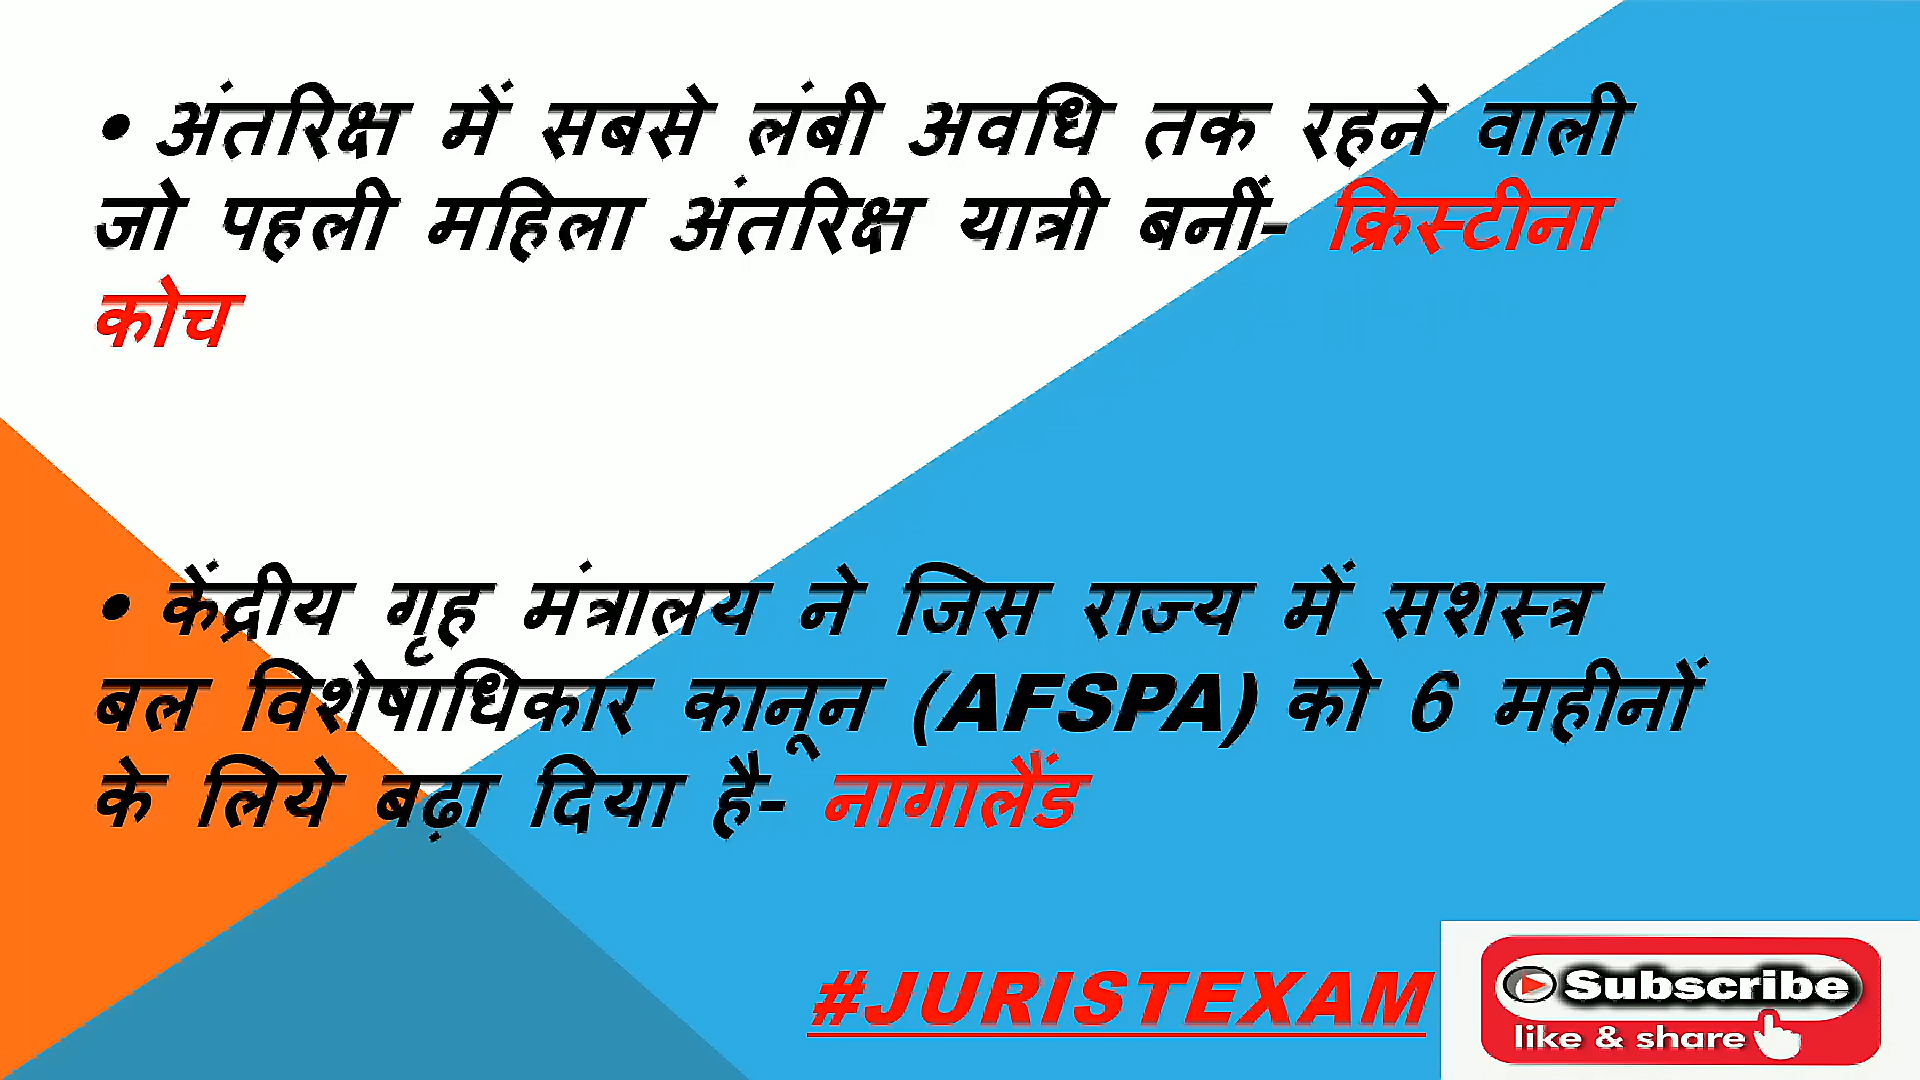 • अंतरिक्ष में सबसे लंबी अवधि तक रहने वाली
जो पहली महिला अंतरिक्ष यात्री बनीं- क्रिस्टीना
कोच
• केंद्रीय गृह मंत्रालय ने जिस राज्य में सशस्त्र
बल विशेषाधिकार कानून (AFSPA) को 6 महीनों
के लिये बढ़ा दिया है- नागालैंड
#JURISTEXAM
Subscribe
like & share